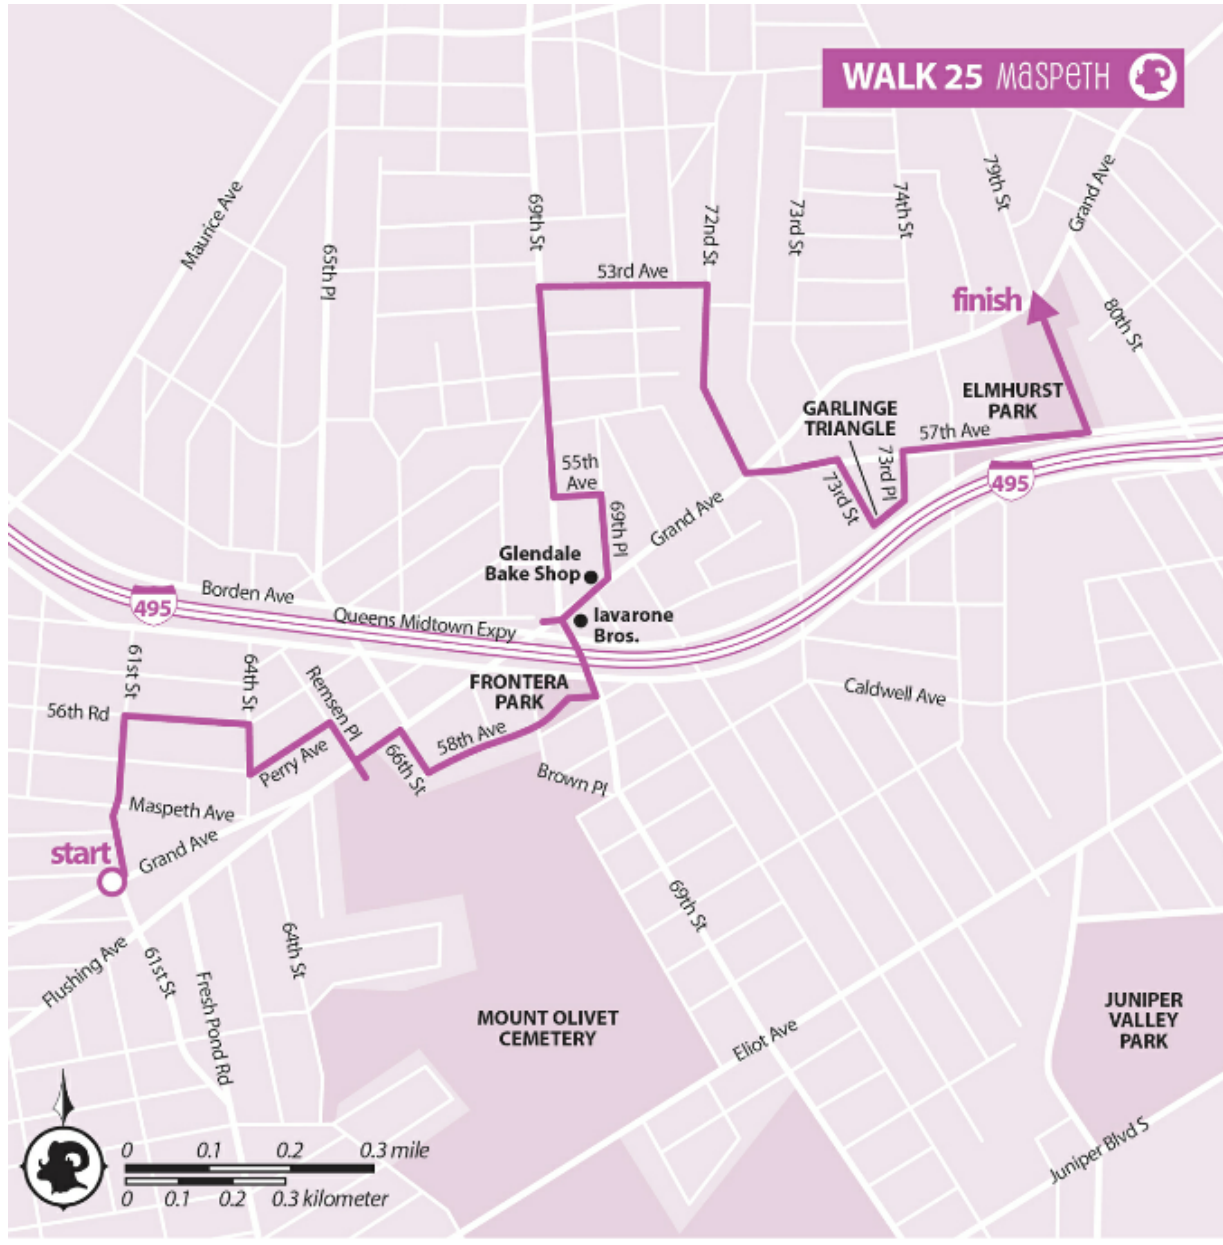 WALK 25 MASPETH
79th St
Grand Ave
74th St
73rd St
72nd St
69th St
Maurice Ave
65th Pl
53rd Ave
finish
80th St
ELMHURST
PARK
GARLINGE
TRIANGLE
57th Ave
73rd Pl
73rd St
495
55th
Ave
69th Pl
Grand Ave
Glendale
Bake Shop
Iavarone
Bros.
Borden Ave
495
Queens Midtown Expy
61st St
64th St
Remsen Pl
FRONTERA
PARK
Caldwell Ave
56th Rd
58th Ave
66th St
Perry Ave
Brown Pl
Maspeth Ave
Grand Ave
start
69th St
Flushing Ave
61st St
Fresh Pond Rd
64th St
MOUNT OLIVET
CEMETERY
Eliot Ave
JUNIPER
VALLEY
PARK
Juniper Blvd S
0 0.1 0.2 0.3 mile
0 0.1 0.2 0.3 kilometer